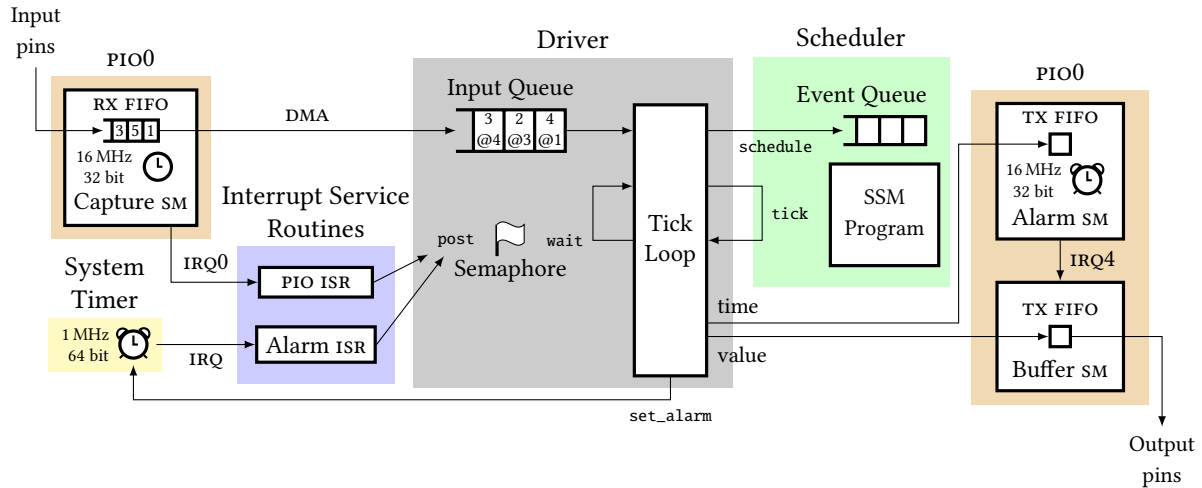 Input
pins
PIO0
RX FIFO
3 5 1
16 MHz
32 bit
Capture SM
DMA
IRQ0
System
Timer
1 MHz
64 bit
IRQ
Interrupt Service
Routines
PIO ISR
Alarm ISR
Driver
Input Queue
3 2 4
@4 @3 @1
post
Semaphore
wait
Tick
Loop
set_alarm
Scheduler
Event Queue
schedule
SSM
Program
tick
time
value
PIO0
TX FIFO
16 MHz
32 bit
Alarm SM
IRQ4
TX FIFO
Buffer SM
Output
pins